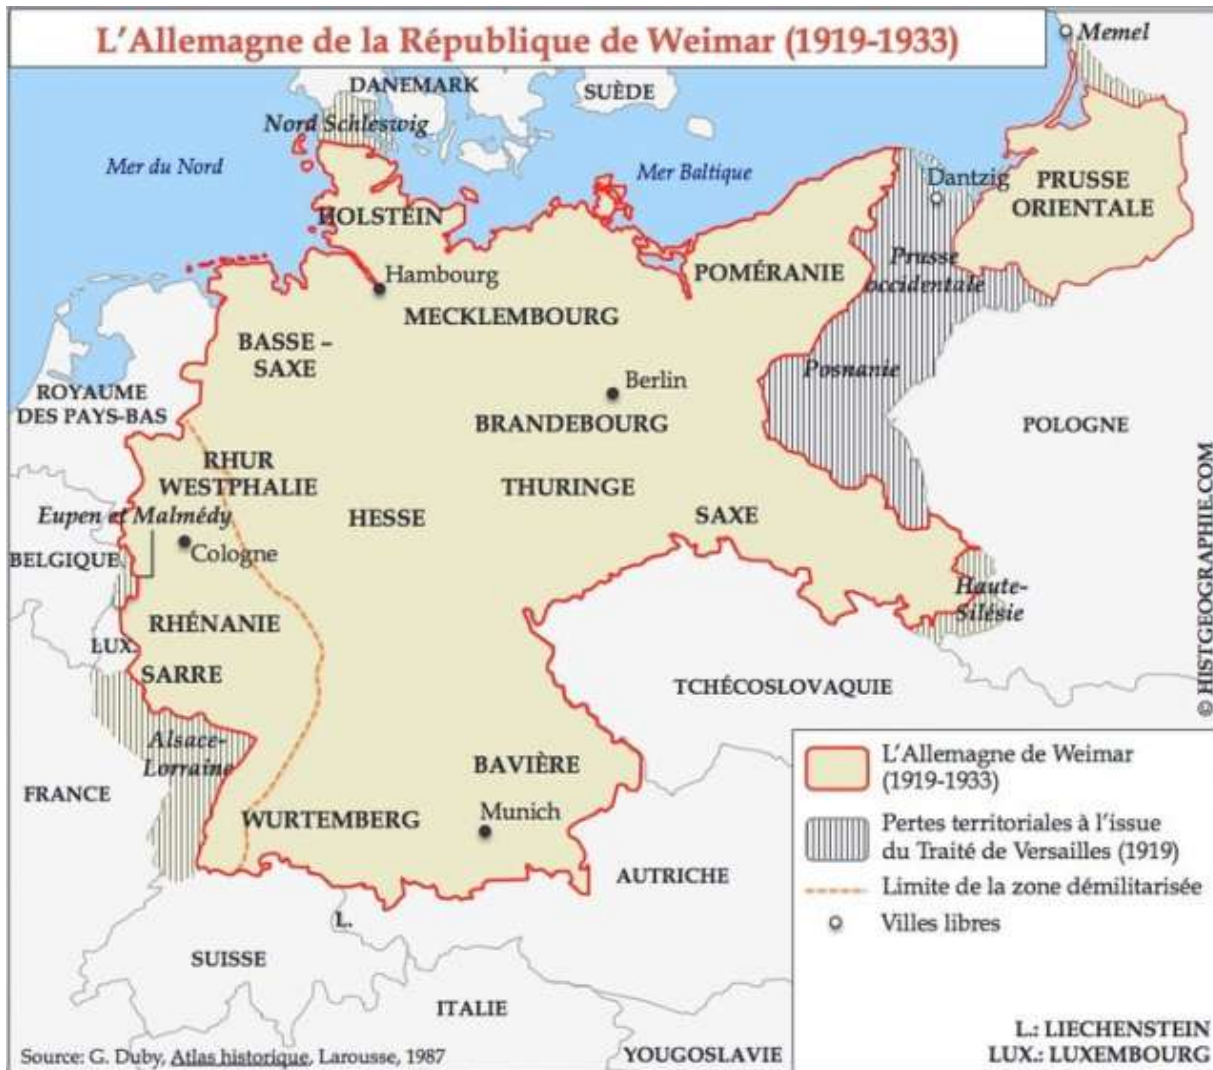 L'Allemagne de la République de Weimar (1919-1933)
Memel
DANEMARK
SUÈDE
Nord Schleswig
Mer du Nord
Mer Baltique
Dantzig
PRUSSE
ORIENTALE
HOLSTEIN
Hambourg
POMÉRANIE
Prusse
occidentale
MECKLEMBOURG
BASSE –
SAXE
Posnanie
Berlin
ROYAUME
DES PAYS-BAS
BRANDEBOURG
POLOGNE
RHUR
WESTPHALIE
THURINGE
HESSE
SAXE
Eupen et Malmédy
BELGIQUE
Cologne
Haute-
Silésie
RHÉNANIE
LUX.
SARRE
TCHÉCOSLOVAQUIE
Alsace-
Lorraine
BAVIÈRE
FRANCE
WURTEMBERG
Munich
AUTRICHE
L.
SUISSE
ITALIE
YOUGOSLAVIE
© HISTGEOGRAPHIE.COM
L'Allemagne de Weimar
(1919-1933)
Pertes territoriales à l'issue
du Traité de Versailles (1919)
Limite de la zone démilitarisée
Villes libres
L.: LIECHENSTEIN
LUX.: LUXEMBOURG
Source: G. Duby, Atlas historique, Larousse, 1987